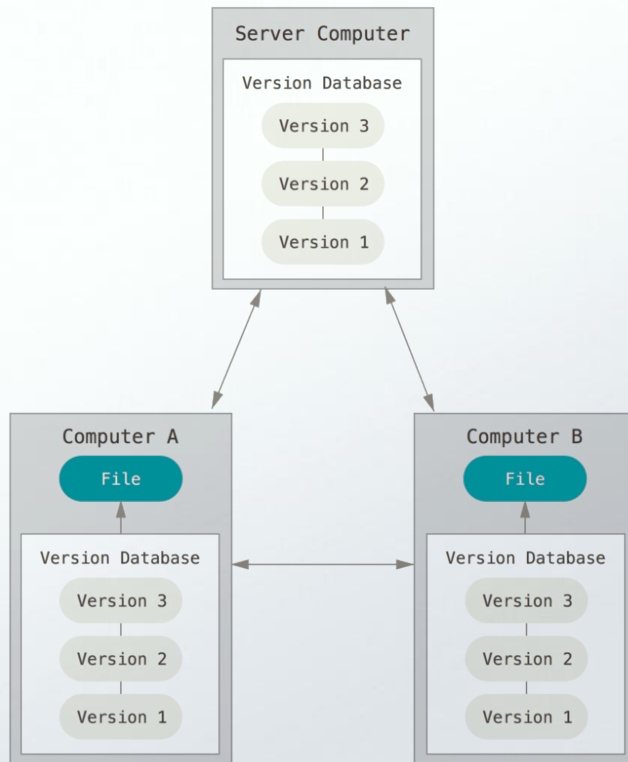 Server Computer
Version Database
Version 3
Version 2
Version 1
Computer A
File
Version Database
Version 3
Version 2
Version 1
Computer B
File
Version Database
Version 3
Version 2
Version 1